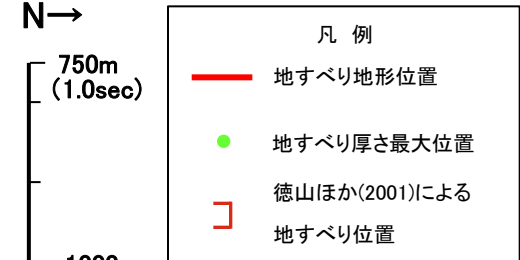 N→
750m
(1.0sec)
凡 例
地すべり地形位置
地すべり厚さ最大位置
徳山ほか(2001)による
地すべり位置